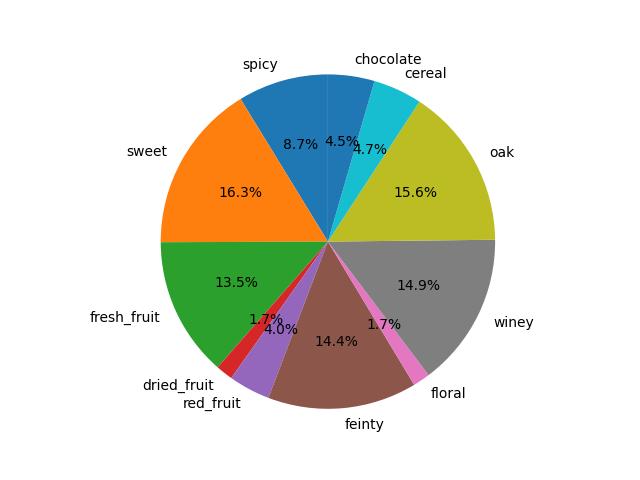 chocolate
spicy
cereal
4.5%
8.7%
4.7%
sweet
oak
16.3%
15.6%
13.5%
14.9%
fresh_fruit
1.7%
1.7%
winey
4.0%
14.4%
dried_fruit
floral
red_fruit
feinty